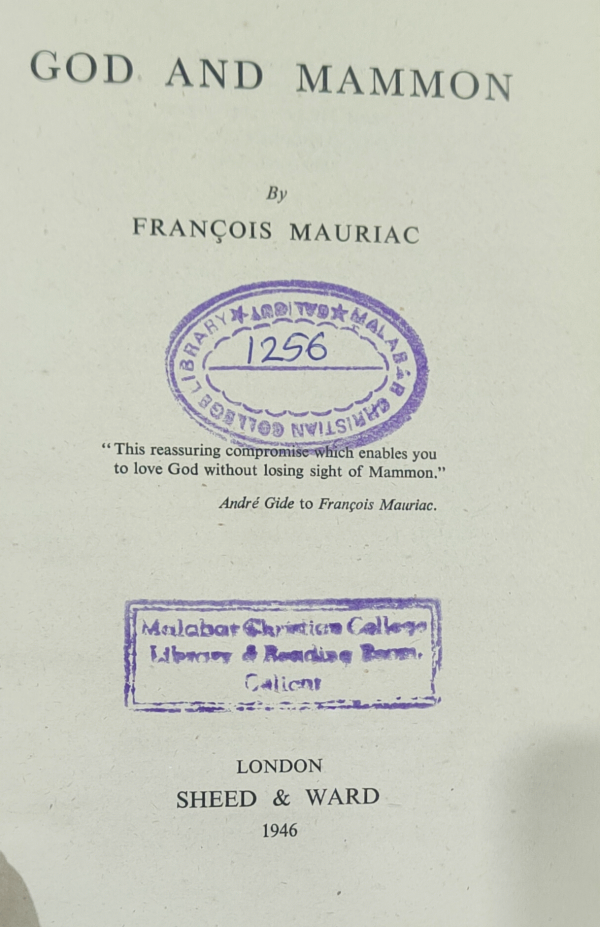 GOD AND MAMMON
By
FRANÇOIS MAURIAC
MALABAR CHRISTIAN COLLEGE LIBRARY ★ CALICUT ★
1256
“This reassuring compromise which enables you
to love God without losing sight of Mammon.”
André Gide to François Mauriac.
Malabar Christian College
Library & Reading Room,
Calicut
LONDON
SHEED & WARD
1946